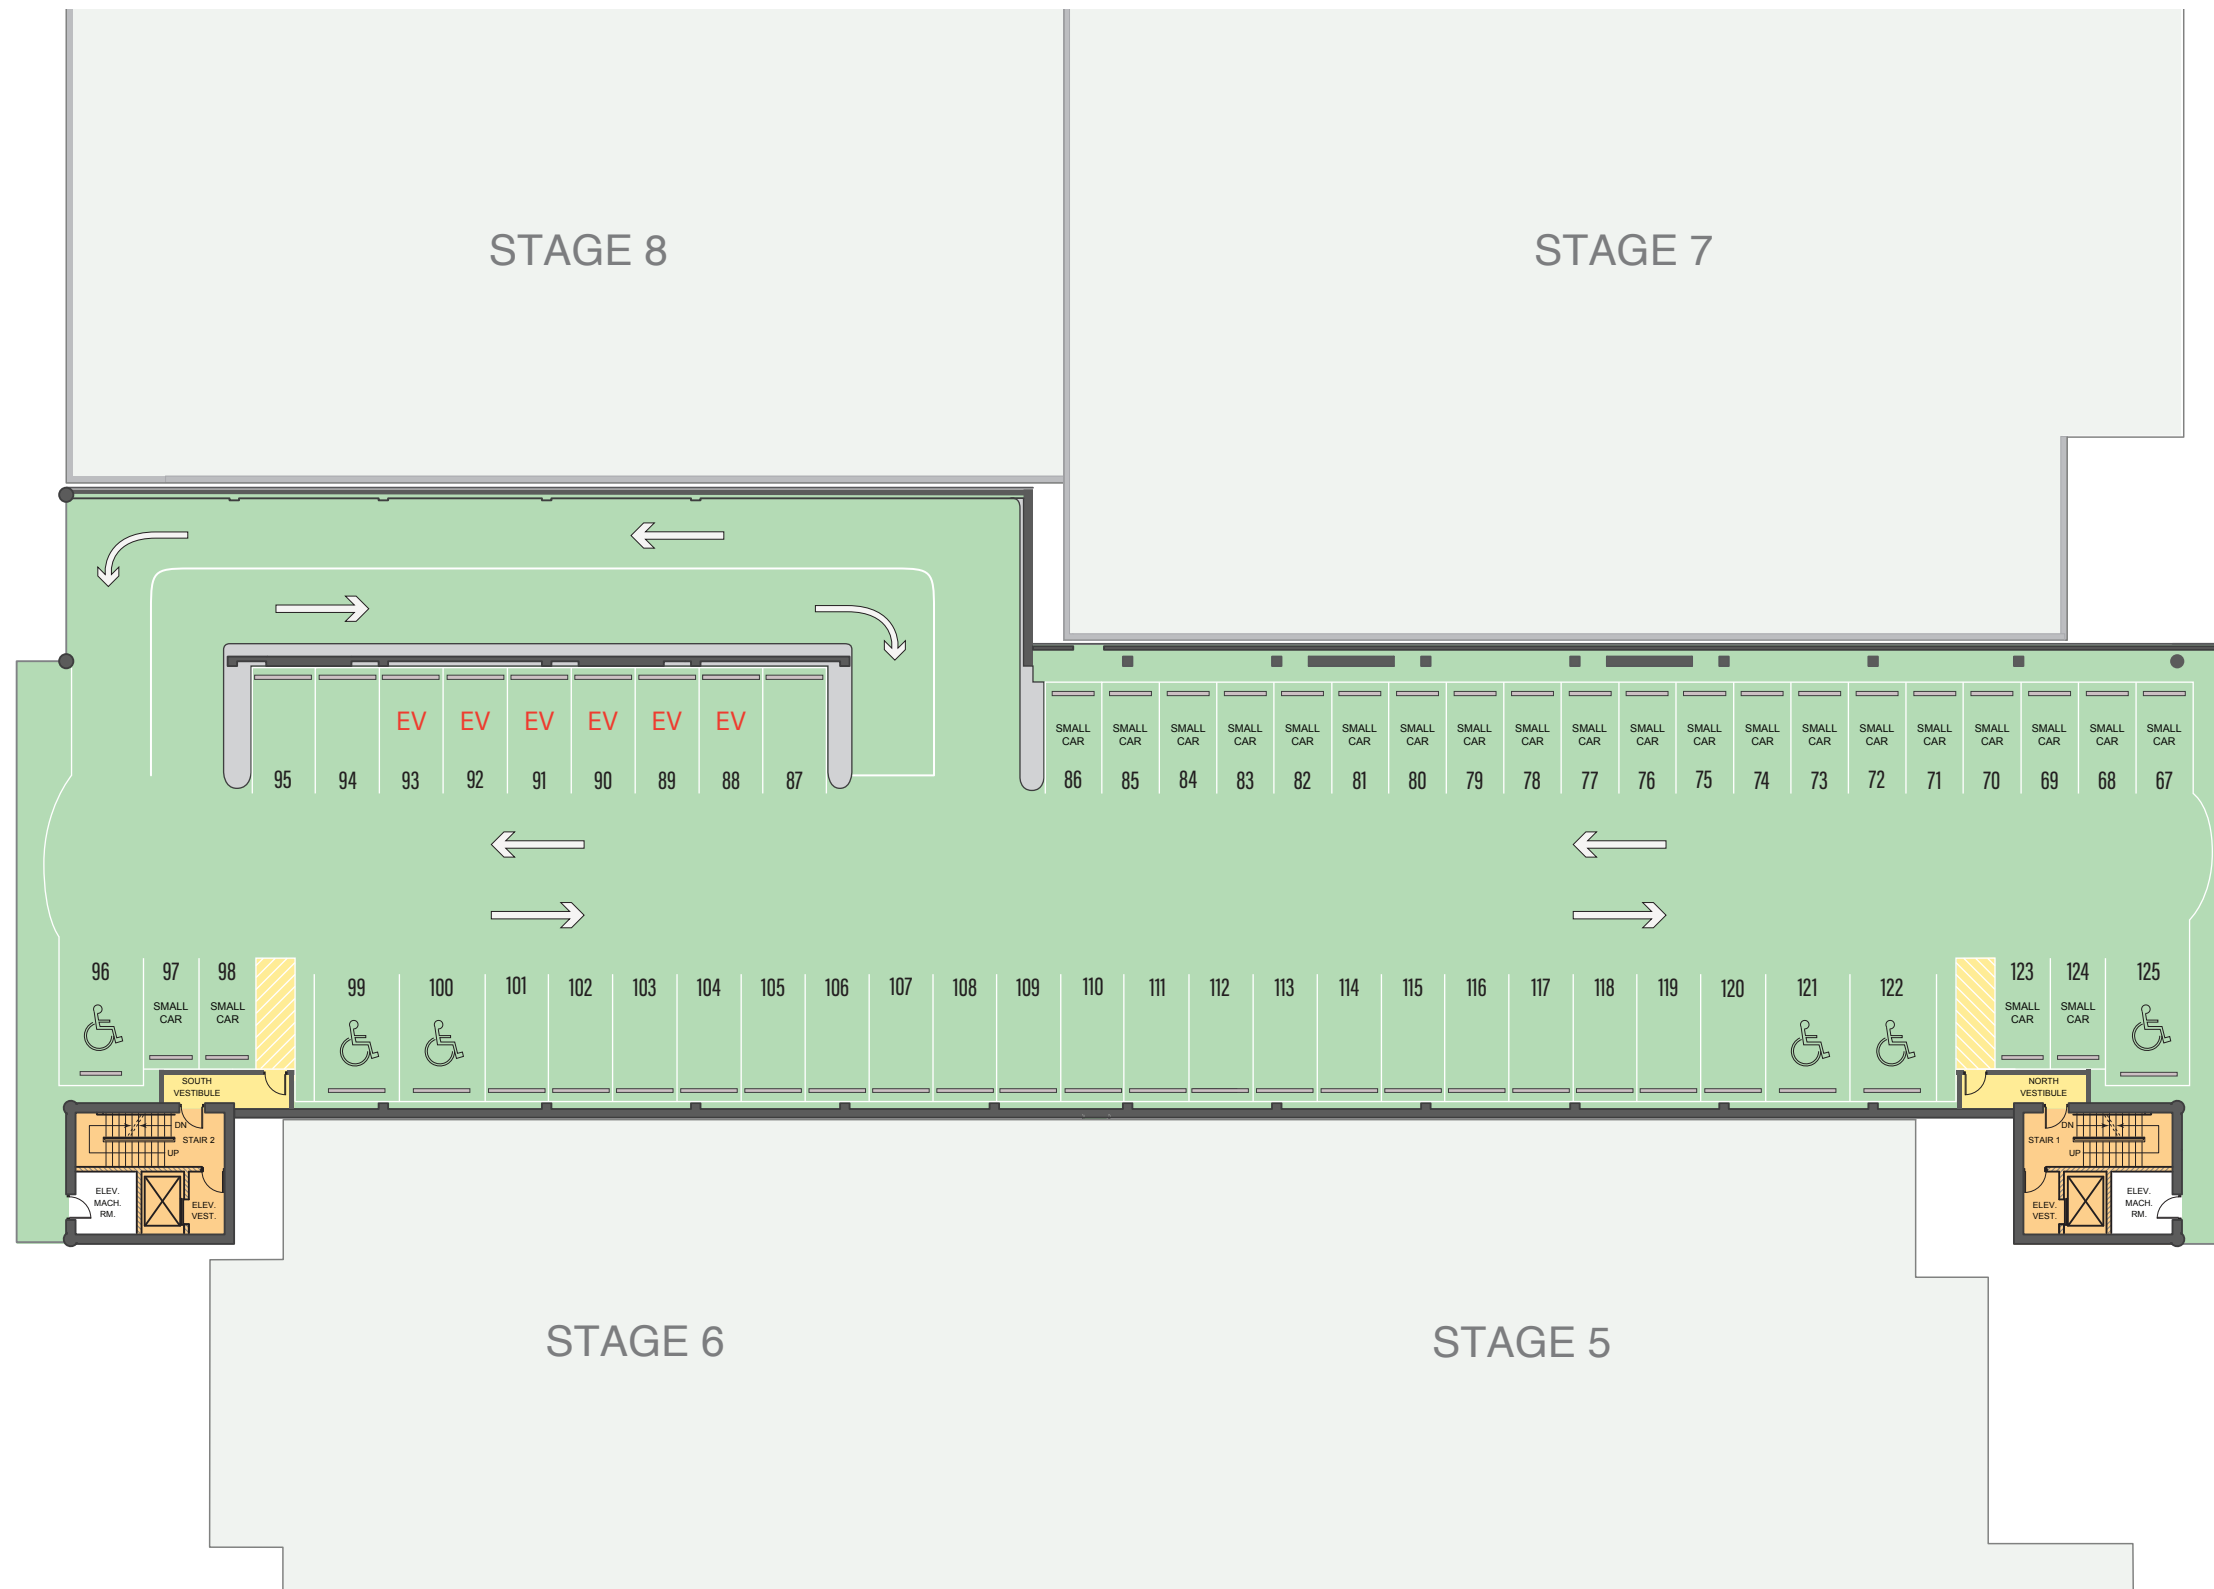 STAGE 8
STAGE 7
EV EV EV EV EV EV
SMALL CAR SMALL CAR SMALL CAR SMALL CAR SMALL CAR SMALL CAR SMALL CAR SMALL CAR SMALL CAR SMALL CAR SMALL CAR SMALL CAR SMALL CAR SMALL CAR SMALL CAR SMALL CAR SMALL CAR SMALL CAR SMALL CAR SMALL CAR
95 94 93 92 91 90 89 88 87 86 85 84 83 82 81 80 79 78 77 76 75 74 73 72 71 70 69 68 67
96 97 98 99 100 101 102 103 104 105 106 107 108 109 110 111 112 113 114 115 116 117 118 119 120 121 122 123 124 125
SMALL CAR SMALL CAR SMALL CAR SMALL CAR
SOUTH
VESTIBULE
DN
STAIR 2
UP
ELEV.
MACH.
RM.
ELEV.
VEST.
NORTH
VESTIBULE
DN
STAIR 1
UP
ELEV.
VEST.
ELEV.
MACH.
RM.
STAGE 6
STAGE 5